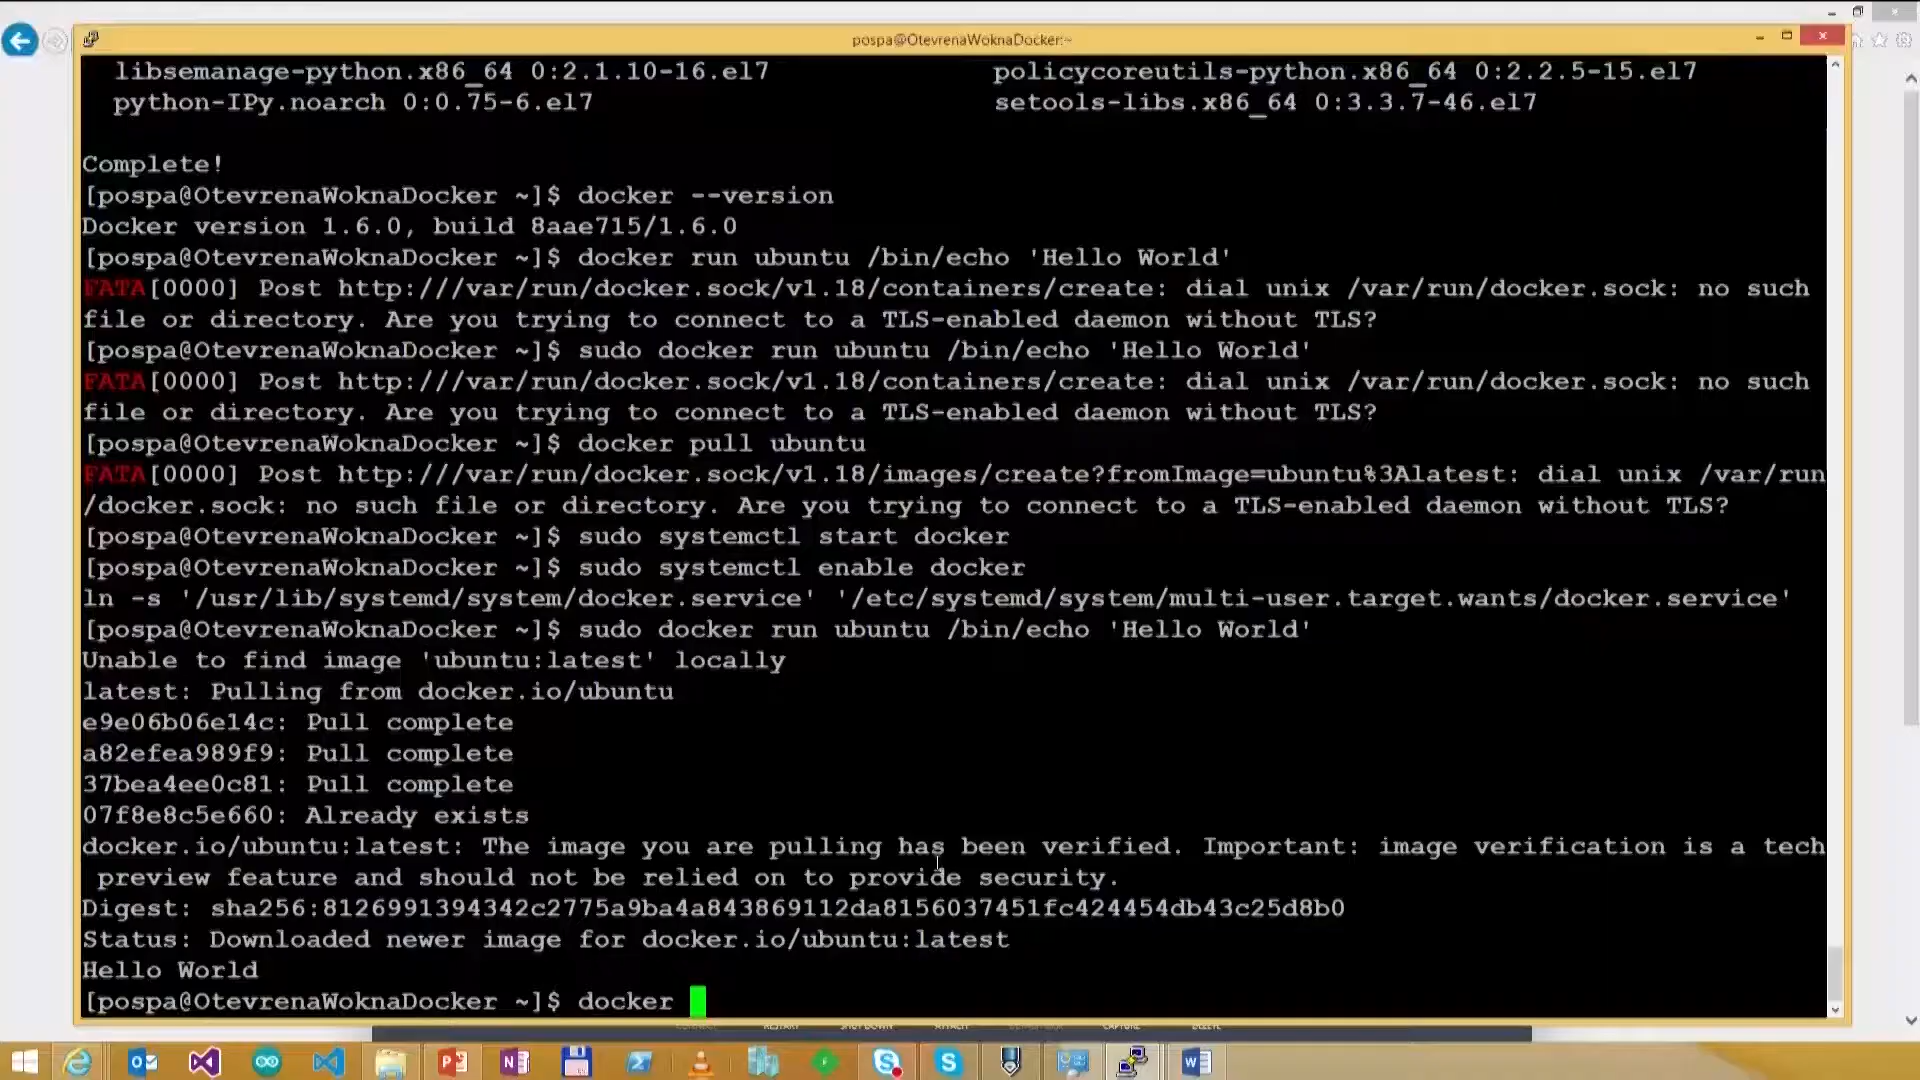 pospa@OtevrenaWoknaDocker:~
libsemanage-python.x86_64 0:2.1.10-16.el7 policycoreutils-python.x86_64 0:2.2.5-15.el7
python-IPy.noarch 0:0.75-6.el7 setools-libs.x86_64 0:3.3.7-46.el7
Complete!
[pospa@OtevrenaWoknaDocker ~]$ docker --version
Docker version 1.6.0, build 8aae715/1.6.0
[pospa@OtevrenaWoknaDocker ~]$ docker run ubuntu /bin/echo 'Hello World'
FATA[0000] Post http:///var/run/docker.sock/v1.18/containers/create: dial unix /var/run/docker.sock: no such
file or directory. Are you trying to connect to a TLS-enabled daemon without TLS?
[pospa@OtevrenaWoknaDocker ~]$ sudo docker run ubuntu /bin/echo 'Hello World'
FATA[0000] Post http:///var/run/docker.sock/v1.18/containers/create: dial unix /var/run/docker.sock: no such
file or directory. Are you trying to connect to a TLS-enabled daemon without TLS?
[pospa@OtevrenaWoknaDocker ~]$ docker pull ubuntu
FATA[0000] Post http:///var/run/docker.sock/v1.18/images/create?fromImage=ubuntu%3Alatest: dial unix /var/run
/docker.sock: no such file or directory. Are you trying to connect to a TLS-enabled daemon without TLS?
[pospa@OtevrenaWoknaDocker ~]$ sudo systemctl start docker
[pospa@OtevrenaWoknaDocker ~]$ sudo systemctl enable docker
ln -s '/usr/lib/systemd/system/docker.service' '/etc/systemd/system/multi-user.target.wants/docker.service'
[pospa@OtevrenaWoknaDocker ~]$ sudo docker run ubuntu /bin/echo 'Hello World'
Unable to find image 'ubuntu:latest' locally
latest: Pulling from docker.io/ubuntu
e9e06b06e14c: Pull complete
a82efea989f9: Pull complete
37bea4ee0c81: Pull complete
07f8e8c5e660: Already exists
docker.io/ubuntu:latest: The image you are pulling has been verified. Important: image verification is a tech
preview feature and should not be relied on to provide security.
Digest: sha256:8126991394342c2775a9ba4a843869112da8156037451fc424454db43c25d8b0
Status: Downloaded newer image for docker.io/ubuntu:latest
Hello World
[pospa@OtevrenaWoknaDocker ~]$ docker